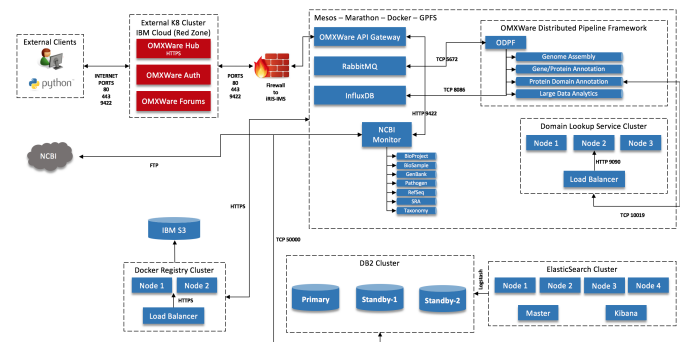 Mesos – Marathon – Docker - GPFS
External K8 Cluster
IBM Cloud (Red Zone)
External Clients
python
INTERNET
PORTS
80
443
9422
OMXWare Hub
HTTPS
OMXWare Auth
OMXWare Forums
PORTS
80
443
9422
Firewall
to
IRIS-IMS
OMXWare API Gateway
RabbitMQ
InfluxDB
TCP 5672
TCP 8086
HTTP 9422
OMXWare Distributed Pipeline Framework
ODPF
Genome Assembly
Gene/Protein Annotation
Protein Domain Annotation
Large Data Analytics
NCBI
Monitor
BioProject
BioSample
GenBank
Pathogen
RefSeq
SRA
Taxonomy
Domain Lookup Service Cluster
Node 1
Node 2
Node 3
HTTP 9090
Load Balancer
TCP 10019
NCBI
FTP
HTTPS
TCP 50000
IBM S3
Docker Registry Cluster
Node 1
Node 2
HTTPS
Load Balancer
DB2 Cluster
Primary
Standby-1
Standby-2
Logstash
ElasticSearch Cluster
Node 1
Node 2
Node 3
Node 4
Master
Kibana